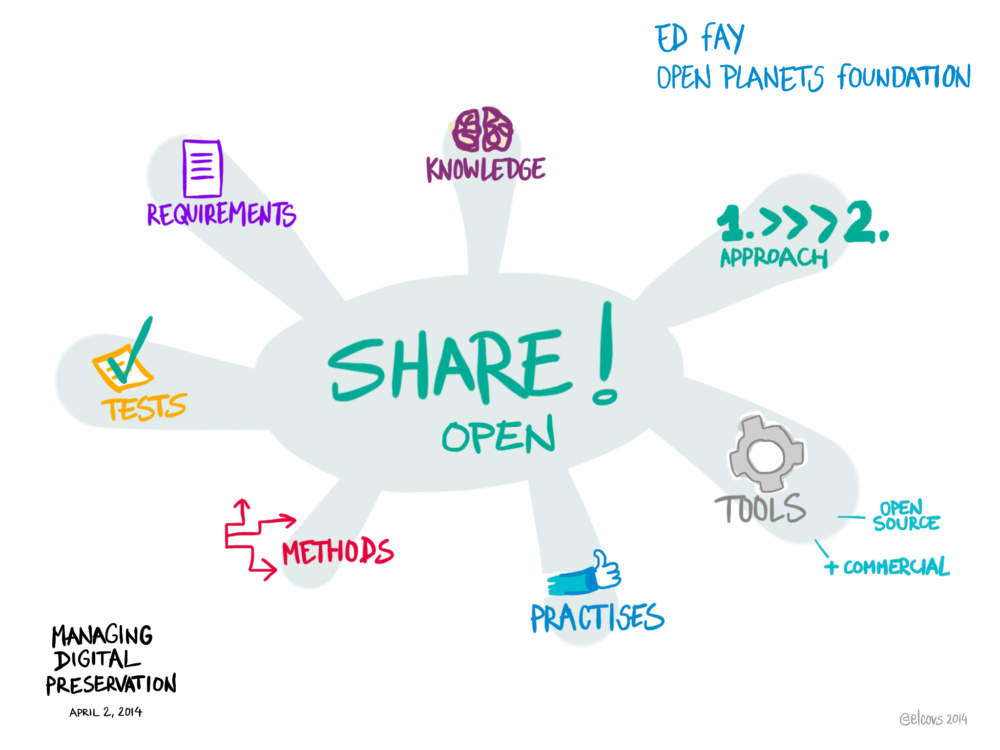 ED FAY
OPEN PLANETS FOUNDATION
KNOWLEDGE
REQUIREMENTS
1.>>>2.
APPROACH
SHARE!
OPEN
TESTS
TOOLS
OPEN
SOURCE
+ COMMERCIAL
METHODS
PRACTISES
MANAGING
DIGITAL
PRESERVATION
APRIL 2, 2014
@elcovs 2014